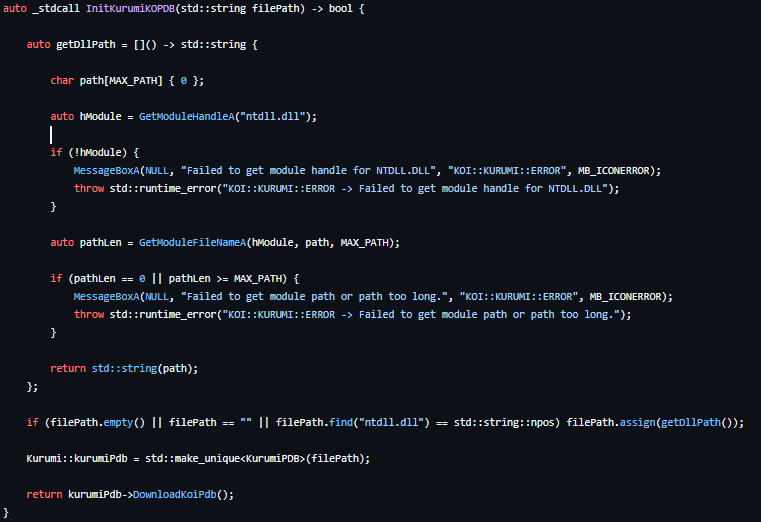 auto _stdcall InitKurumiKOPDB(std::string filePath) -> bool {
auto getDllPath = []() -> std::string {
char path[MAX_PATH] { 0 };
auto hModule = GetModuleHandleA("ntdll.dll");
if (!hModule) {
MessageBoxA(NULL, "Failed to get module handle for NTDLL.DLL", "KOI::KURUMI::ERROR", MB_ICONERROR);
throw std::runtime_error("KOI::KURUMI::ERROR -> Failed to get module handle for NTDLL.DLL");
}
auto pathLen = GetModuleFileNameA(hModule, path, MAX_PATH);
if (pathLen == 0 || pathLen >= MAX_PATH) {
MessageBoxA(NULL, "Failed to get module path or path too long.", "KOI::KURUMI::ERROR", MB_ICONERROR);
throw std::runtime_error("KOI::KURUMI::ERROR -> Failed to get module path or path too long.");
}
return std::string(path);
};
if (filePath.empty() || filePath == "" || filePath.find("ntdll.dll") == std::string::npos) filePath.assign(getDllPath());
Kurumi::kurumiPdb = std::make_unique<KurumiPDB>(filePath);
return kurumiPdb->DownloadKoiPdb();
}